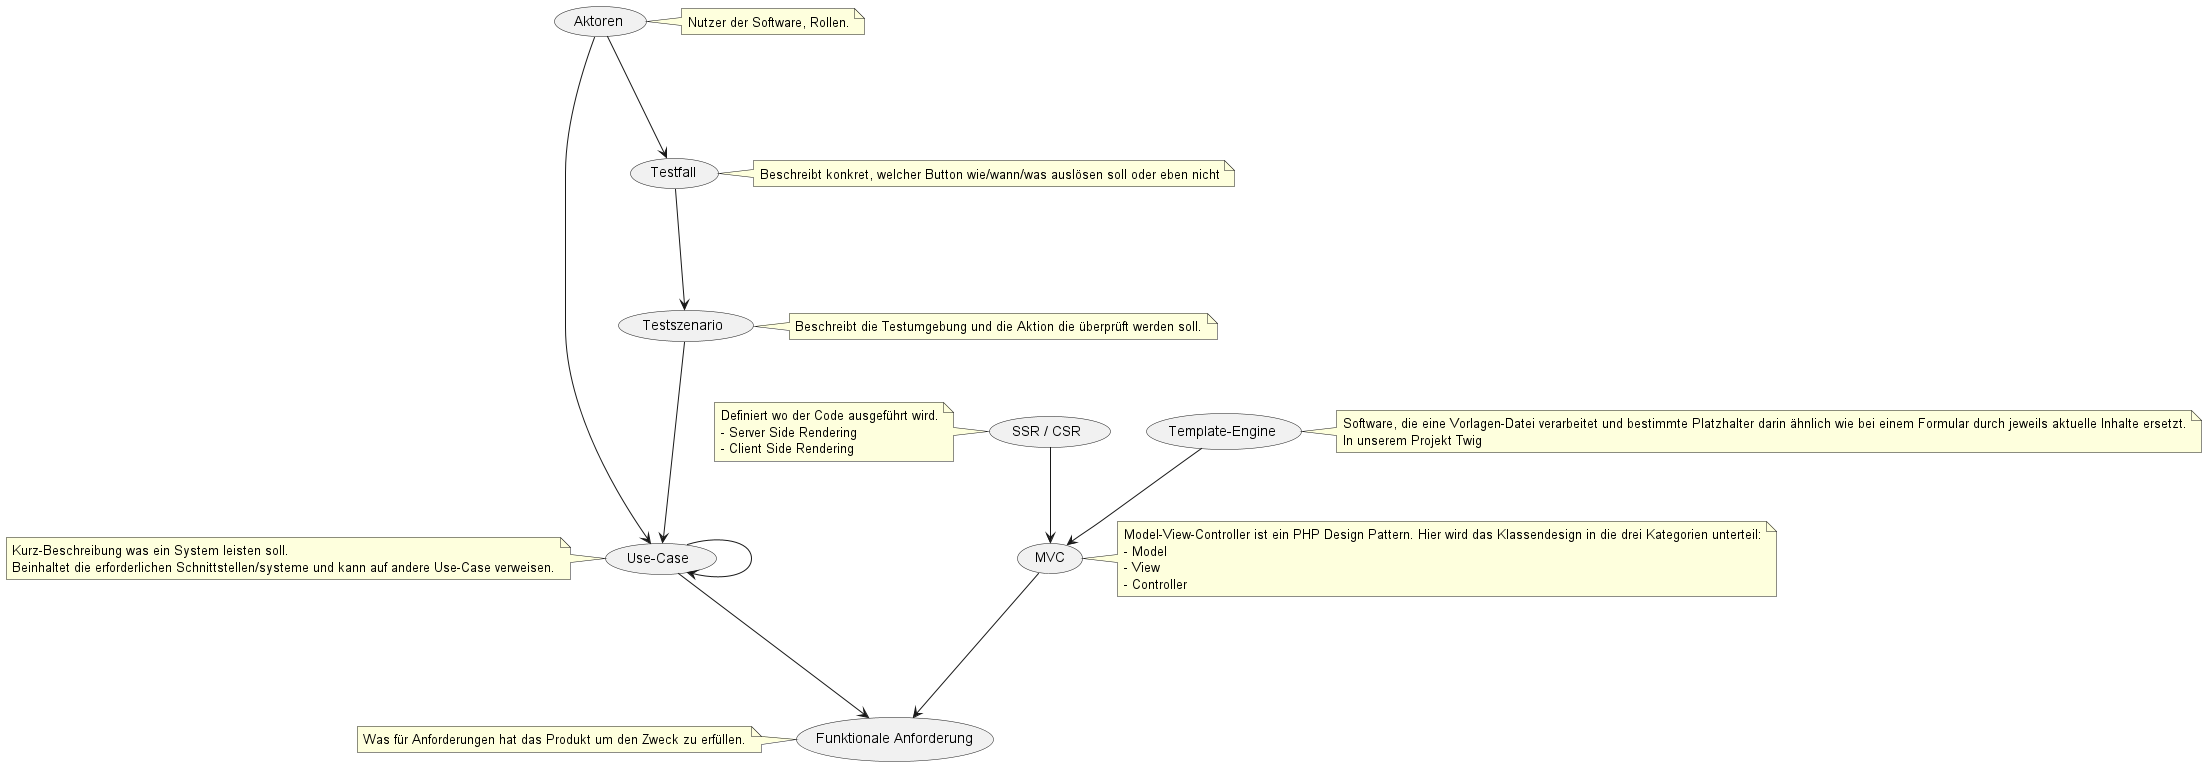 Aktoren
Nutzer der Software, Rollen.
Testfall
Beschreibt konkret, welcher Button wie/wann/was auslösen soll oder eben nicht
Testszenario
Beschreibt die Testumgebung und die Aktion die überprüft werden soll.
Definiert wo der Code ausgeführt wird.
- Server Side Rendering
- Client Side Rendering
SSR / CSR
Template-Engine
Software, die eine Vorlagen-Datei verarbeitet und bestimmte Platzhalter darin ähnlich wie bei einem Formular durch jeweils aktuelle Inhalte ersetzt.
In unserem Projekt Twig
Kurz-Beschreibung was ein System leisten soll.
Beinhaltet die erforderlichen Schnittstellen/systeme und kann auf andere Use-Case verweisen.
Use-Case
MVC
Model-View-Controller ist ein PHP Design Pattern. Hier wird das Klassendesign in die drei Kategorien unterteil:
- Model
- View
- Controller
Was für Anforderungen hat das Produkt um den Zweck zu erfüllen.
Funktionale Anforderung